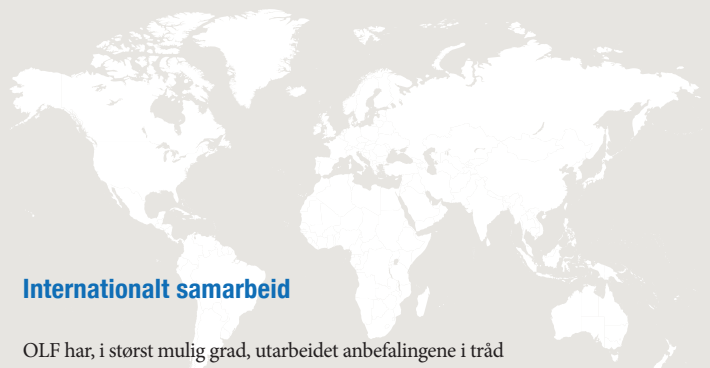 Internationalt samarbeid
OLF har, i størst mulig grad, utarbeidet anbefalingene i tråd